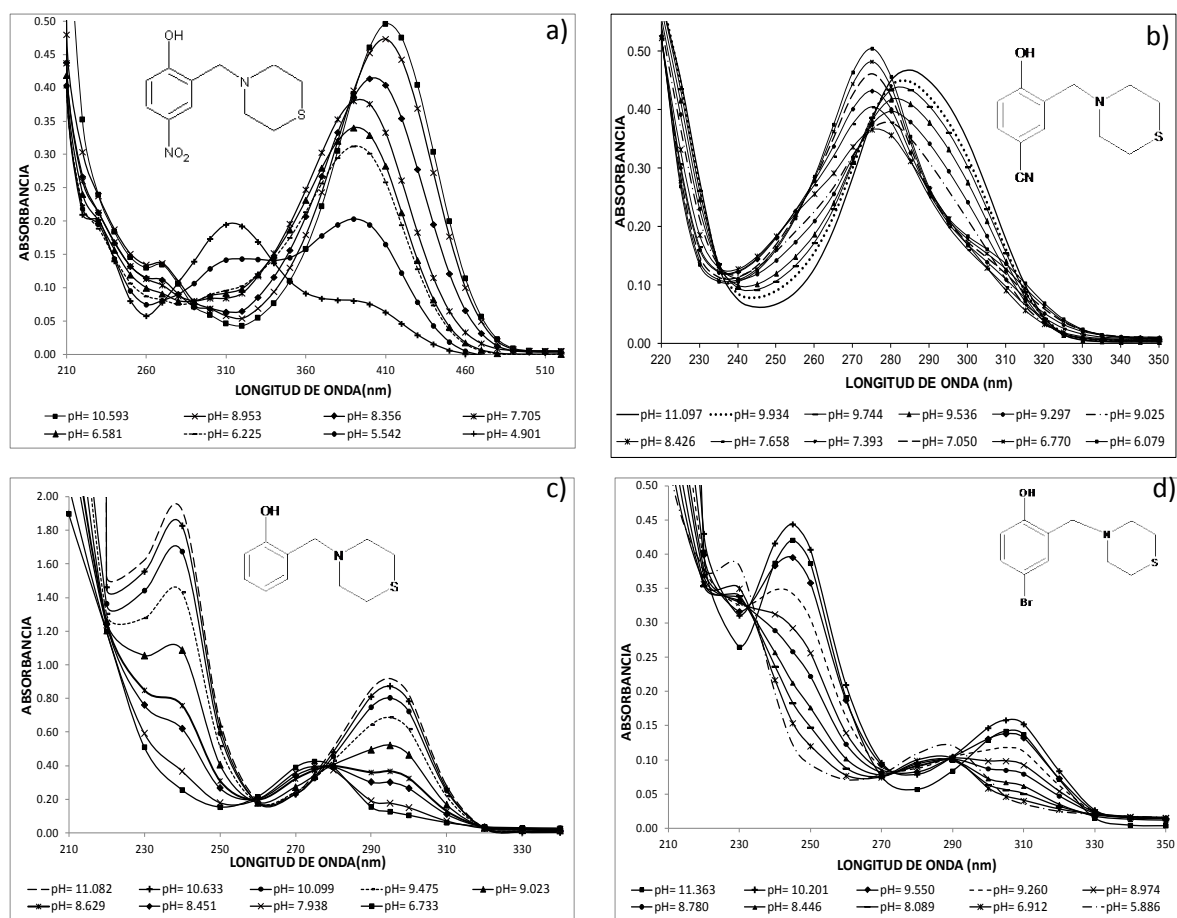 a)
ABSORBANCIA
0.50
0.45
0.40
0.35
0.30
0.25
0.20
0.15
0.10
0.05
0.00
OH
N
S
NO₂
210 260 310 360 410 460 510
LONGITUD DE ONDA(nm)
pH= 10.593 pH= 8.953 pH= 8.356 pH= 7.705
pH= 6.581 pH= 6.225 pH= 5.542 pH= 4.901
b)
ABSORBANCIA
0.50
0.40
0.30
0.20
0.10
0.00
OH
N
S
CN
220 230 240 250 260 270 280 290 300 310 320 330 340 350
LONGITUD DE ONDA (nm)
pH= 11.097 pH= 9.934 pH= 9.744 pH= 9.536 pH= 9.297 pH= 9.025
pH= 8.426 pH= 7.658 pH= 7.393 pH= 7.050 pH= 6.770 pH= 6.079
c)
ABSORBANCIA
2.00
1.80
1.60
1.40
1.20
1.00
0.80
0.60
0.40
0.20
0.00
OH
N
S
210 230 250 270 290 310 330
LONGITUD DE ONDA(nm)
pH= 11.082 pH= 10.633 pH= 10.099 pH= 9.475 pH= 9.023
pH= 8.629 pH= 8.451 pH= 7.938 pH= 6.733
d)
ABSORBANCIA
0.50
0.45
0.40
0.35
0.30
0.25
0.20
0.15
0.10
0.05
0.00
OH
N
S
Br
210 230 250 270 290 310 330 350
LONGITUD DE ONDA(nm)
pH= 11.363 pH= 10.201 pH= 9.550 pH= 9.260 pH= 8.974
pH= 8.780 pH= 8.446 pH= 8.089 pH= 6.912 pH= 5.886